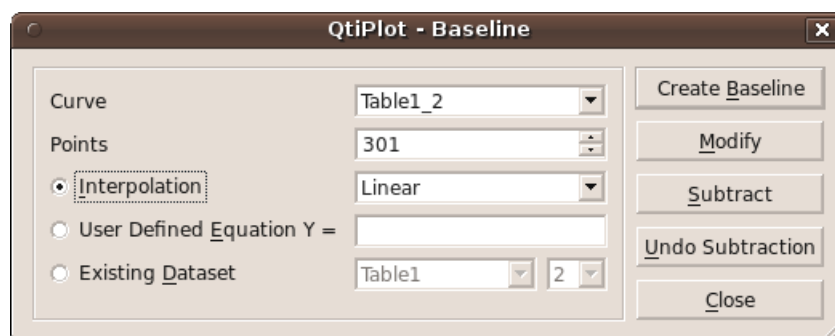 QtiPlot - Baseline
Curve Table1_2
Points 301
Interpolation Linear
User Defined Equation Y =
Existing Dataset Table1 2
Create Baseline
Modify
Subtract
Undo Subtraction
Close